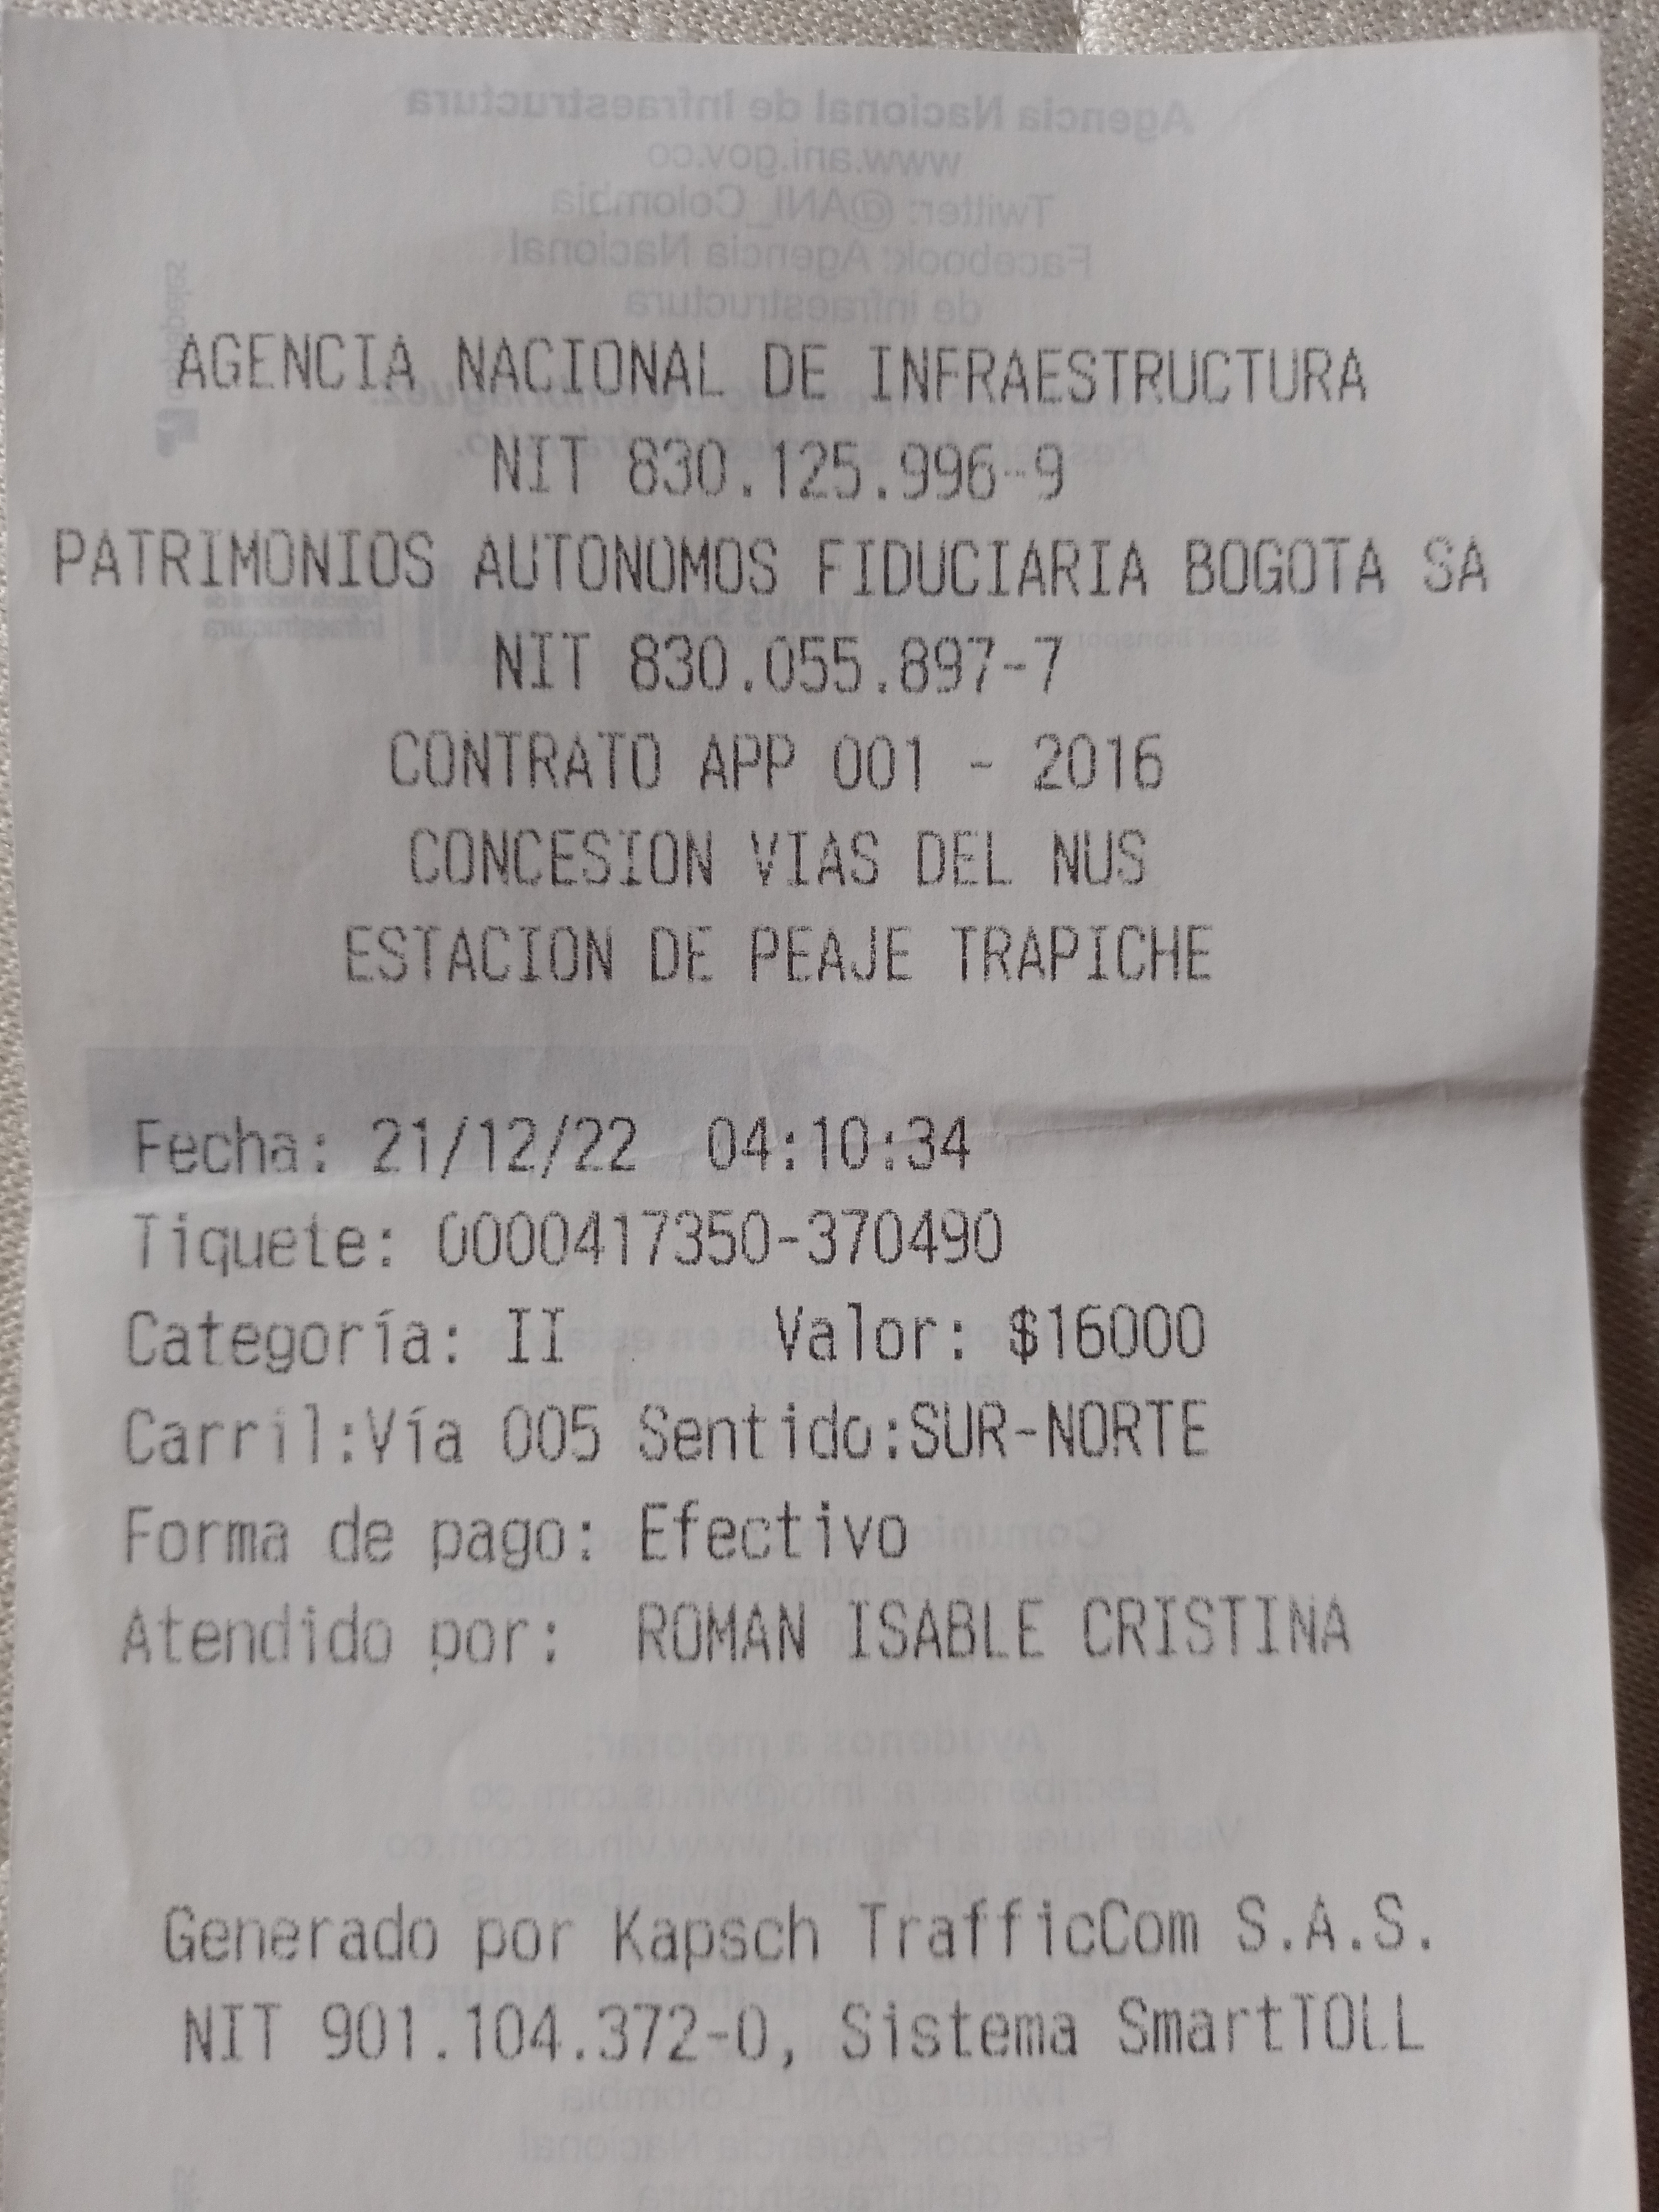 AGENCIA NACIONAL DE INFRAESTRUCTURA
NIT 830.125.996-9
PATRIMONIOS AUTONOMOS FIDUCIARIA BOGOTA SA
NIT 830.055.897-7
CONTRATO APP 001 - 2016
CONCESION VIAS DEL NUS
ESTACION DE PEAJE TRAPICHE
Fecha: 21/12/22 04:10:34
Tiquete: 0000417350-370490
Categoría: II Valor: $16000
Carril:Vía 005 Sentido:SUR-NORTE
Forma de pago: Efectivo
Atendido por: ROMAN ISABLE CRISTINA
Generado por Kapsch TrafficCom S.A.S.
NIT 901.104.372-0, Sistema SmartTOLL